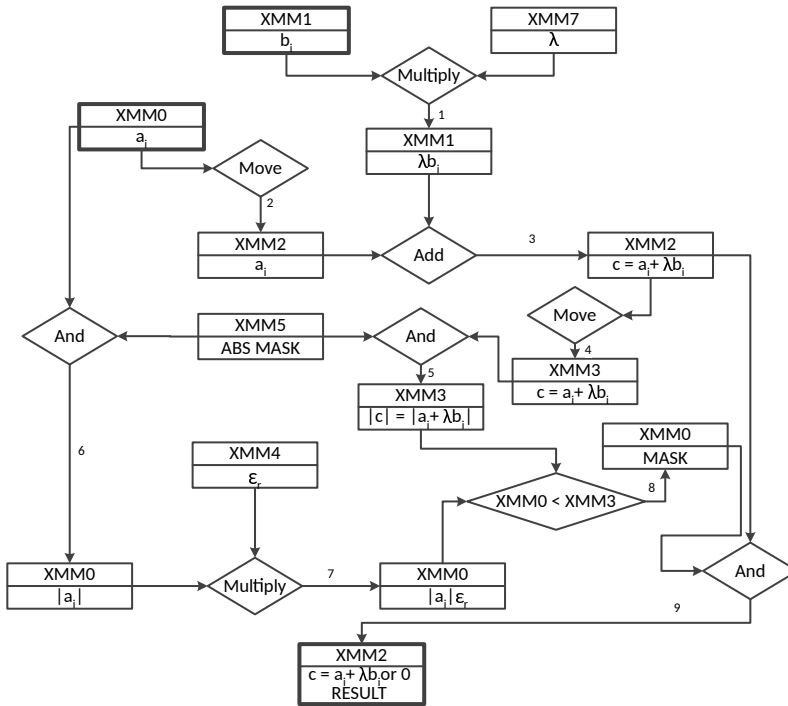 XMM1
bᵢ
XMM7
λ
Multiply
1
XMM0
aᵢ
XMM1
λbᵢ
Move
2
XMM2
aᵢ
Add
3
XMM2
c = aᵢ+ λbᵢ
And
XMM5
ABS MASK
And
Move
4
XMM3
c = aᵢ+ λbᵢ
5
XMM3
|c| = |aᵢ+ λbᵢ|
6
XMM4
εᵣ
XMM0
MASK
XMM0 < XMM3
8
XMM0
|aᵢ|
Multiply
7
XMM0
|aᵢ|εᵣ
And
9
XMM2
c = aᵢ+ λbᵢor 0
RESULT